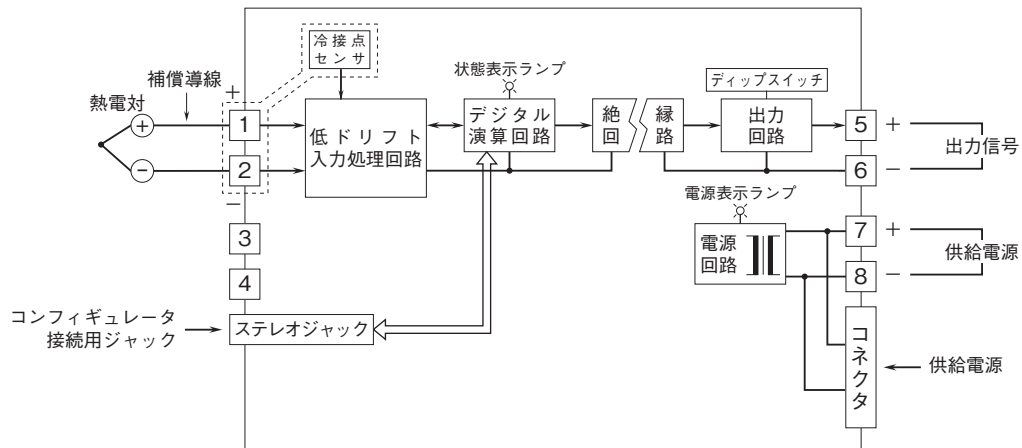 冷接点
センサ
補償導線
状態表示ランプ
ディップスイッチ
熱電対
+
+
1
低ドリフト
入力処理回路
デジタル
演算回路
絶 縁
回 路
出力
回路
5 +
出力信号
−
2
−
6 −
電源表示ランプ
3
電源
回路
7 +
供給電源
4
8 −
コンフィギュレータ
接続用ジャック
ステレオジャック
コネクタ
供給電源